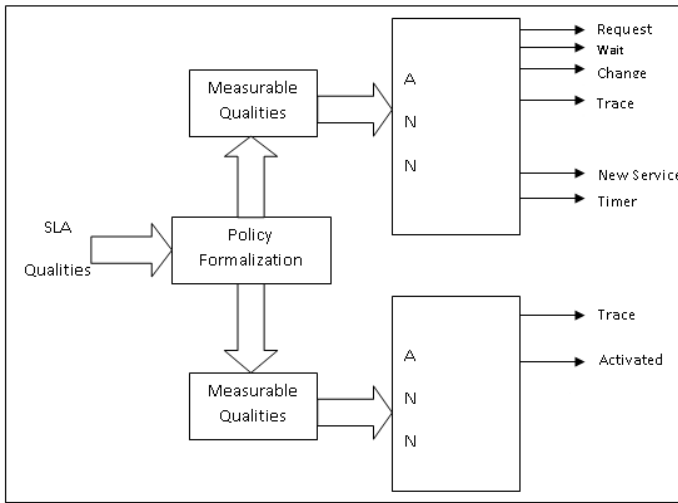 Measurable
Qualities
A
N
N
Request
Wait
Change
Trace
New Service
Timer
SLA
Qualities
Policy
Formalization
Measurable
Qualities
A
N
N
Trace
Activated